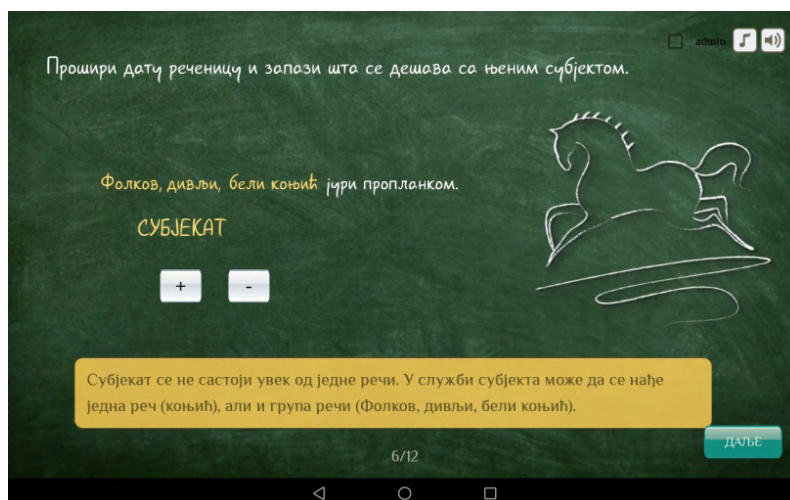 admin
Прошири дату реченицу и запази шта се дешава са њеним субјектом.
Фолков, дивљи, бели коњић јури пропланком.
СУБЈЕКАТ
+ -
Субјекат се не састоји увек од једне речи. У служби субјекта може да се нађе
једна реч (коњић), али и група речи (Фолков, дивљи, бели коњић).
ДАЉЕ
6/12